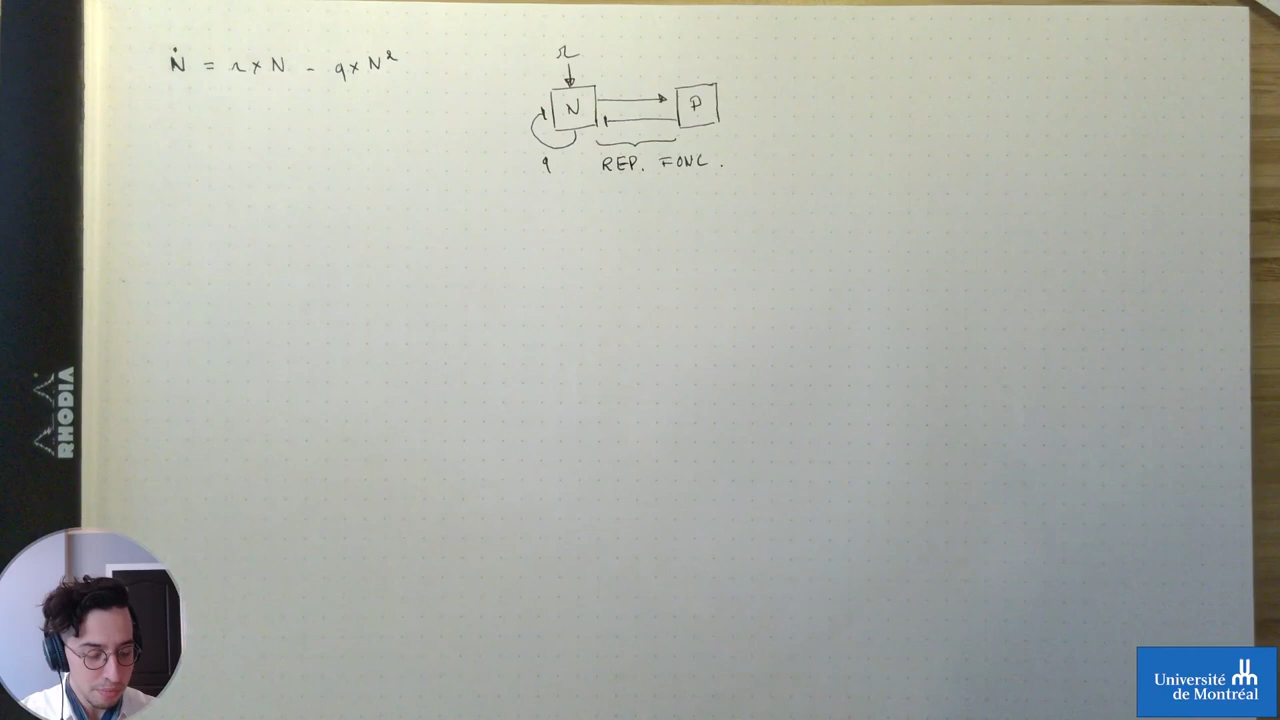 Ṅ = r × N - q × N²
r
N
P
q
REP. FONC.
RHODIA
Université
de Montréal